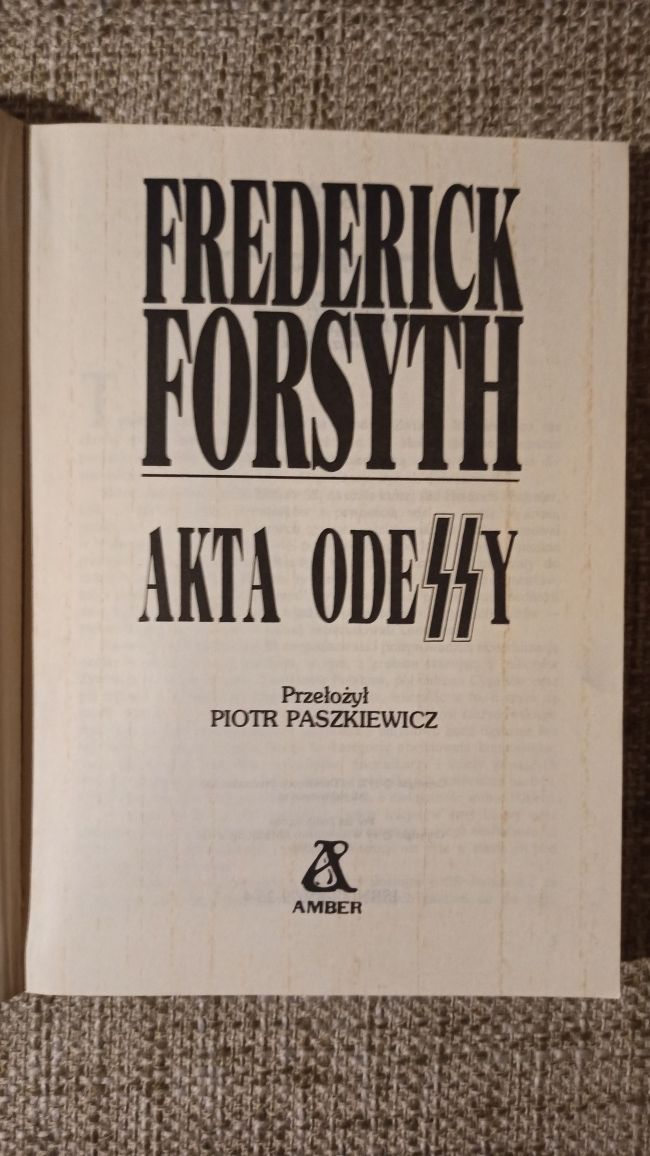 FREDERICK
FORSYTH
AKTA ODESSY
Przełożył
PIOTR PASZKIEWICZ
AMBER